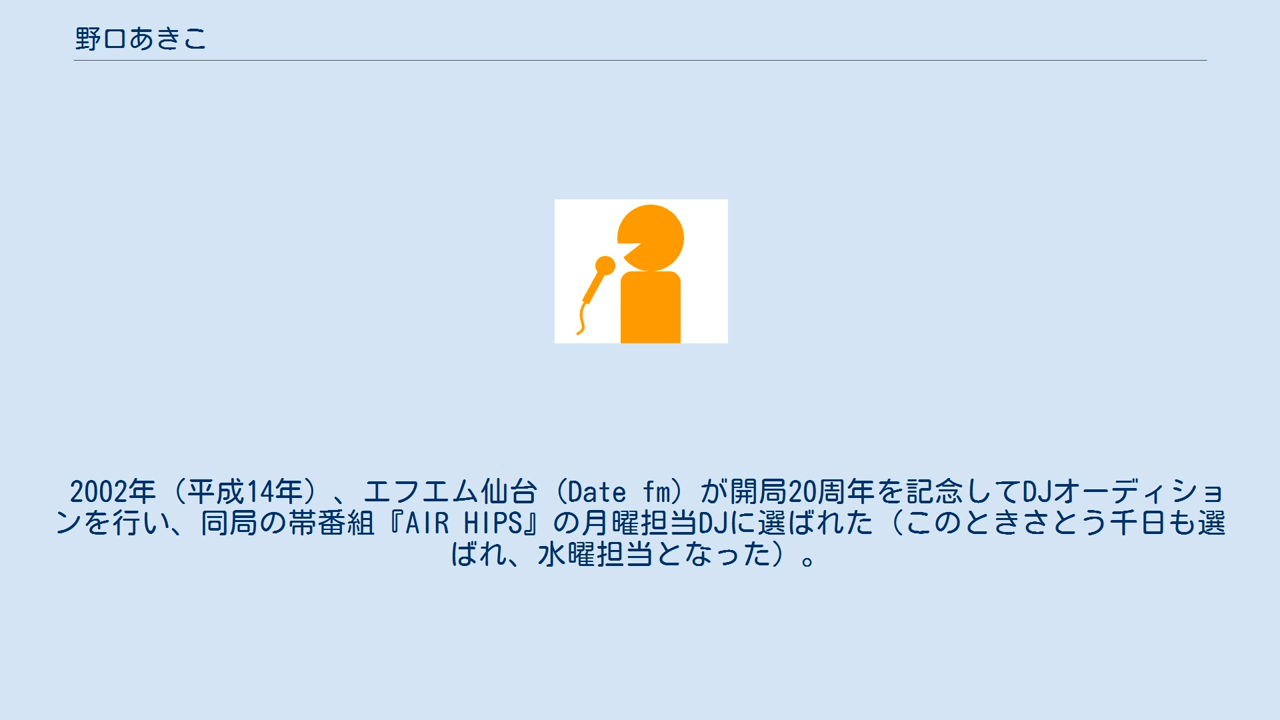 野口あきこ
2002年（平成14年）、エフエム仙台（Date fm）が開局20周年を記念してDJオーディショ
ンを行い、同局の帯番組『AIR HIPS』の月曜担当DJに選ばれた（このときさとう千日も選
ばれ、水曜担当となった）。